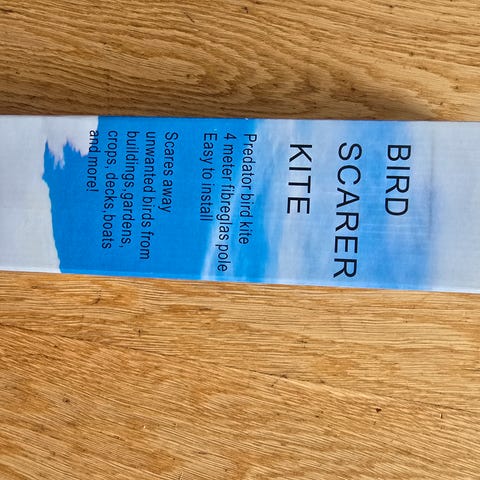 BIRD
SCARER
KITE
Predator bird kite
4 meter fibreglas pole
Easy to install
Scares away
unwanted birds from
buildings,gardens,
crops, decks,boats
and more!